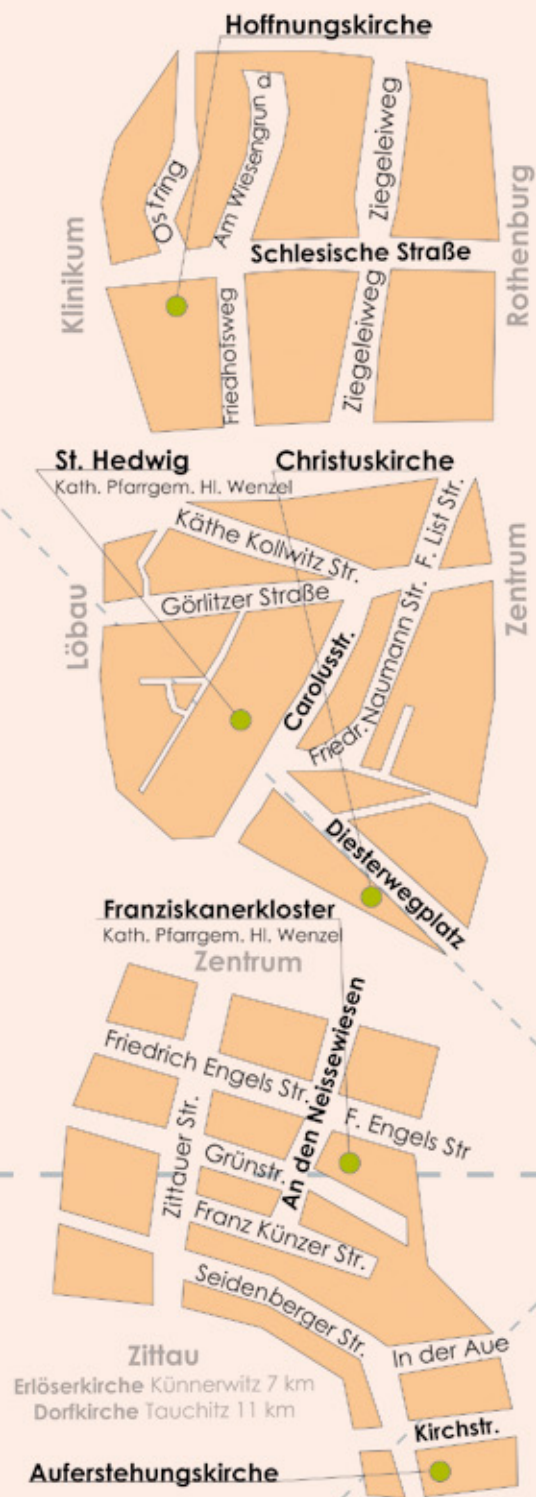 Hoffnungskirche
Ostring
Am Wiesengrun d
Ziegeleiweg
Klinikum
Schlesische Straße
Rothenburg
Friedhofsweg
Ziegeleiweg
St. Hedwig
Kath. Pfarrgem. Hl. Wenzel
Christuskirche
Käthe Kollwitz Str.
F. List Str.
Zentrum
Görlitzer Straße
Löbau
Carolusstr.
Friedr. Naumann Str.
Diesterwegplatz
Franziskanerkloster
Kath. Pfarrgem. Hl. Wenzel
Zentrum
Friedrich Engels Str.
An den Neissewiesen
F. Engels Str
Zittauer Str.
Grünstr.
Franz Künzer Str.
Seidenberger Str.
In der Aue
Zittau
Erlöserkirche Künnerwitz 7 km
Dorfkirche Tauchitz 11 km
Kirchstr.
Auferstehungskirche